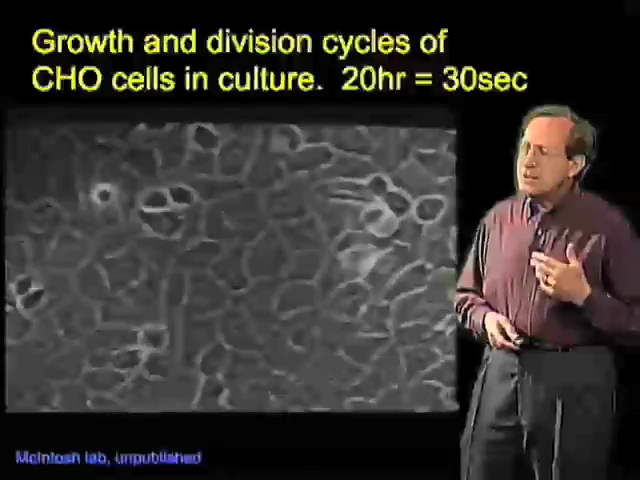 Growth and division cycles of
CHO cells in culture.  20hr = 30sec
McIntosh lab, unpublished